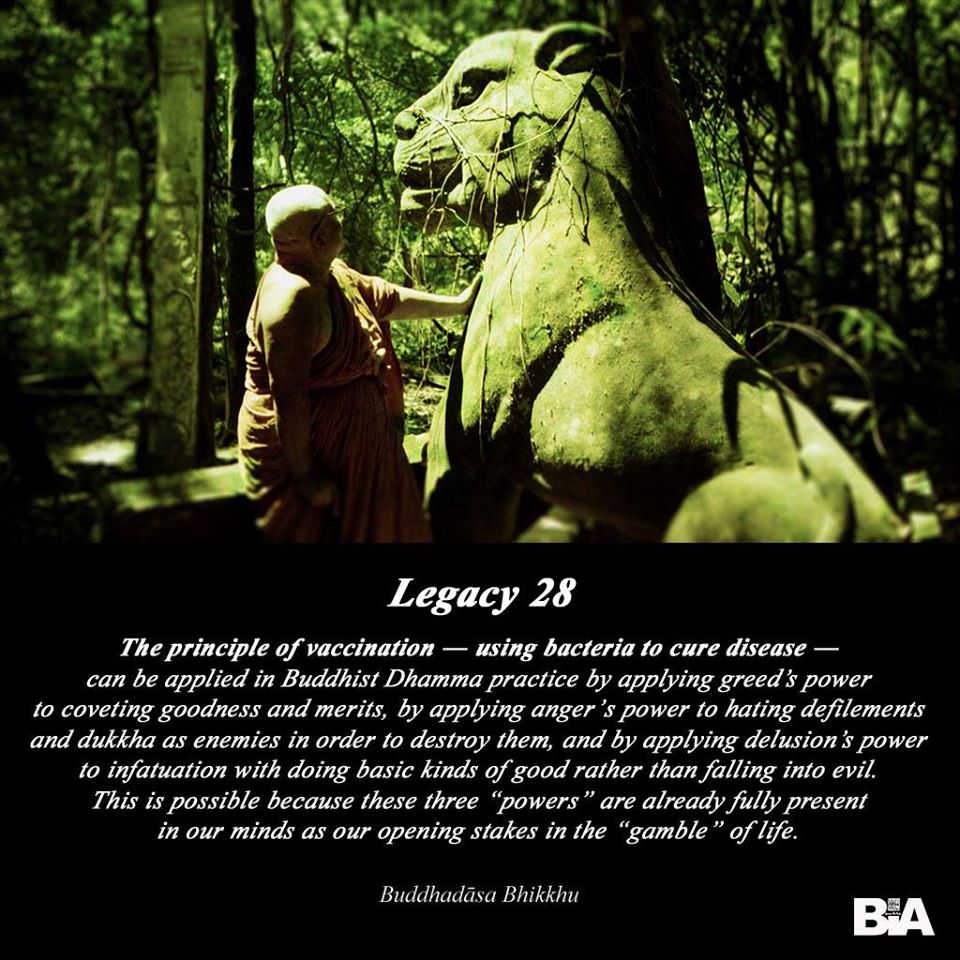 Legacy 28
The principle of vaccination — using bacteria to cure disease —
can be applied in Buddhist Dhamma practice by applying greed's power
to coveting goodness and merits, by applying anger's power to hating defilements
and dukkha as enemies in order to destroy them, and by applying delusion's power
to infatuation with doing basic kinds of good rather than falling into evil.
This is possible because these three “powers” are already fully present
in our minds as our opening stakes in the “gamble” of life.
Buddhadāsa Bhikkhu
BiA